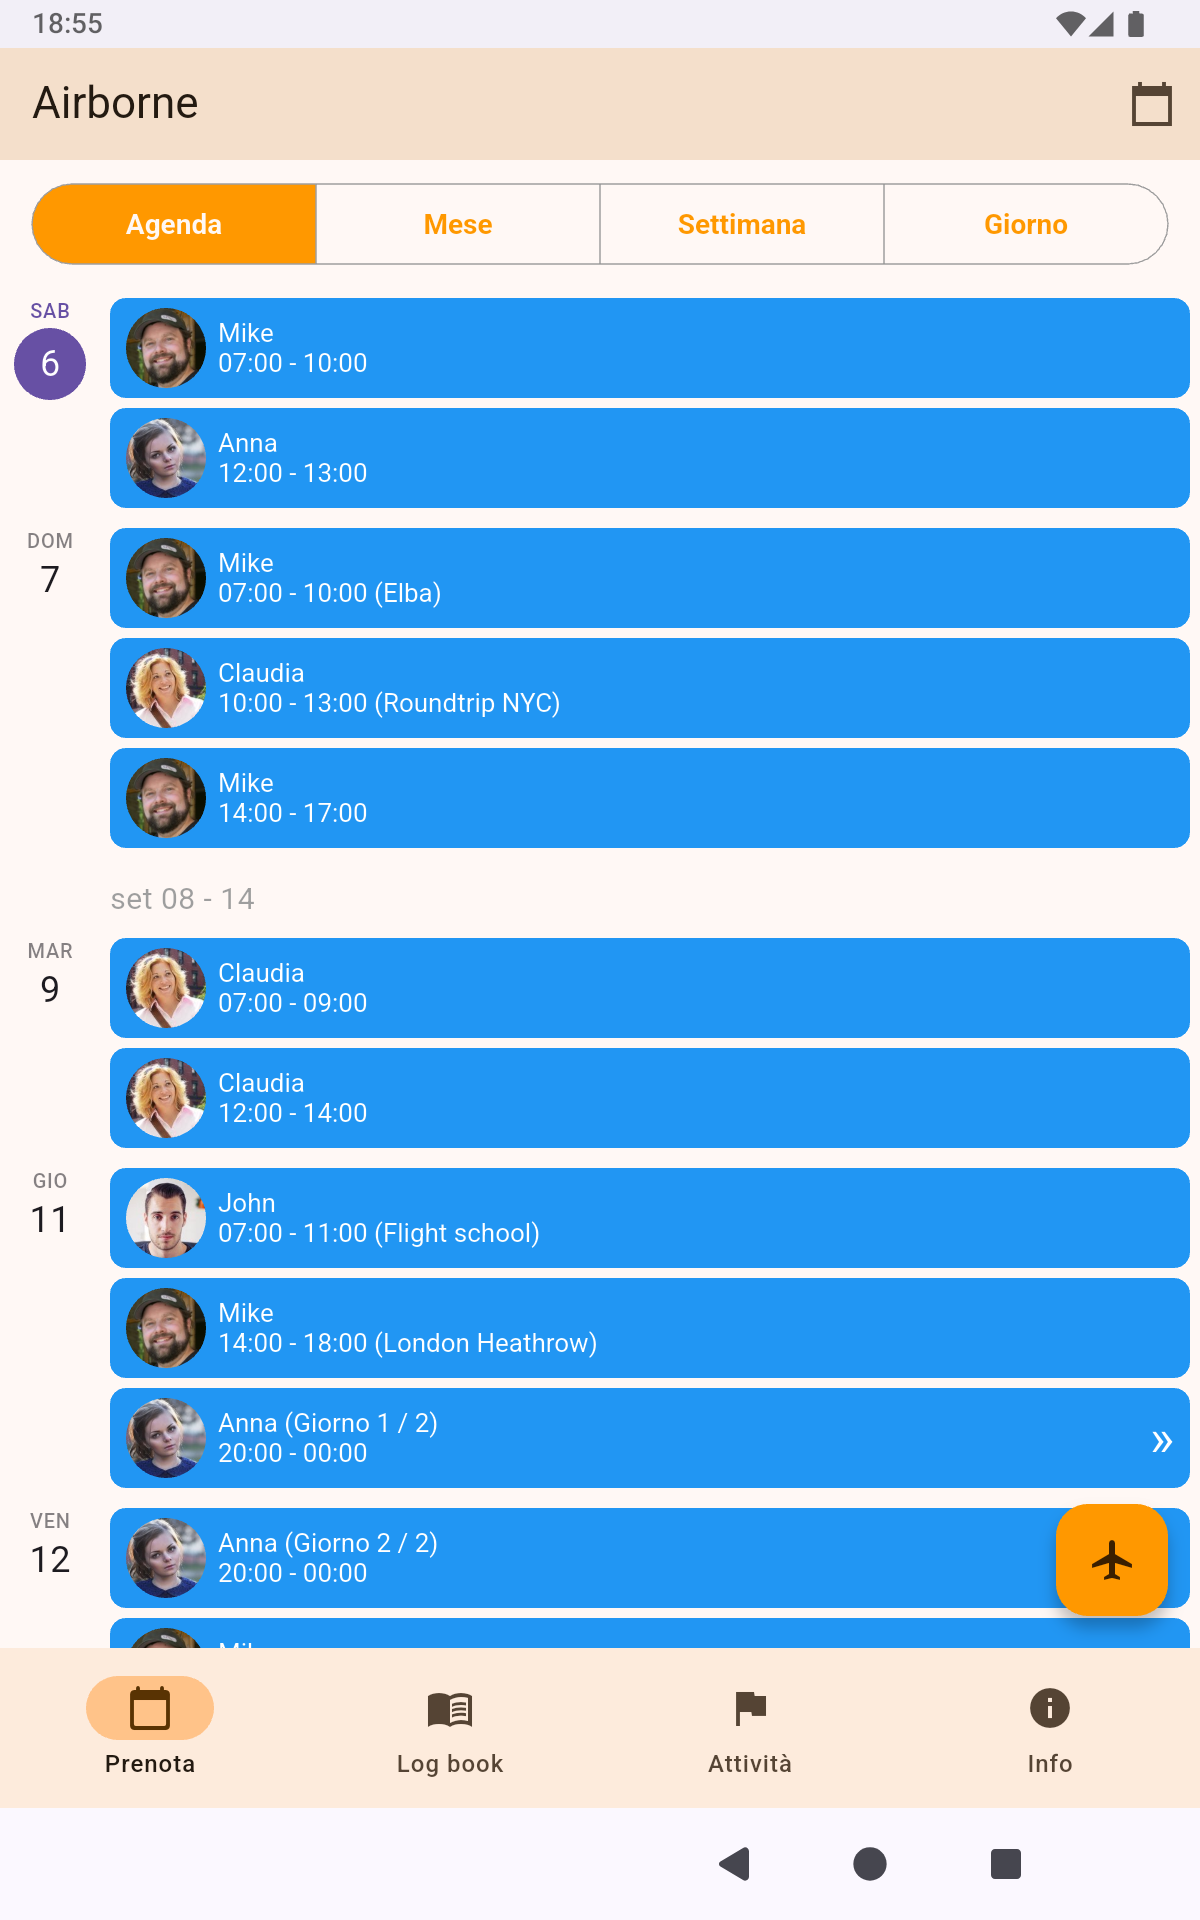 18:55
Airborne
Agenda
Mese
Settimana
Giorno
SAB
6
Mike
07:00 - 10:00
Anna
12:00 - 13:00
DOM
7
Mike
07:00 - 10:00 (Elba)
Claudia
10:00 - 13:00 (Roundtrip NYC)
Mike
14:00 - 17:00
set 08 - 14
MAR
9
Claudia
07:00 - 09:00
Claudia
12:00 - 14:00
GIO
11
John
07:00 - 11:00 (Flight school)
Mike
14:00 - 18:00 (London Heathrow)
Anna (Giorno 1 / 2)
20:00 - 00:00
»
VEN
12
Anna (Giorno 2 / 2)
20:00 - 00:00
Prenota
Log book
Attività
Info